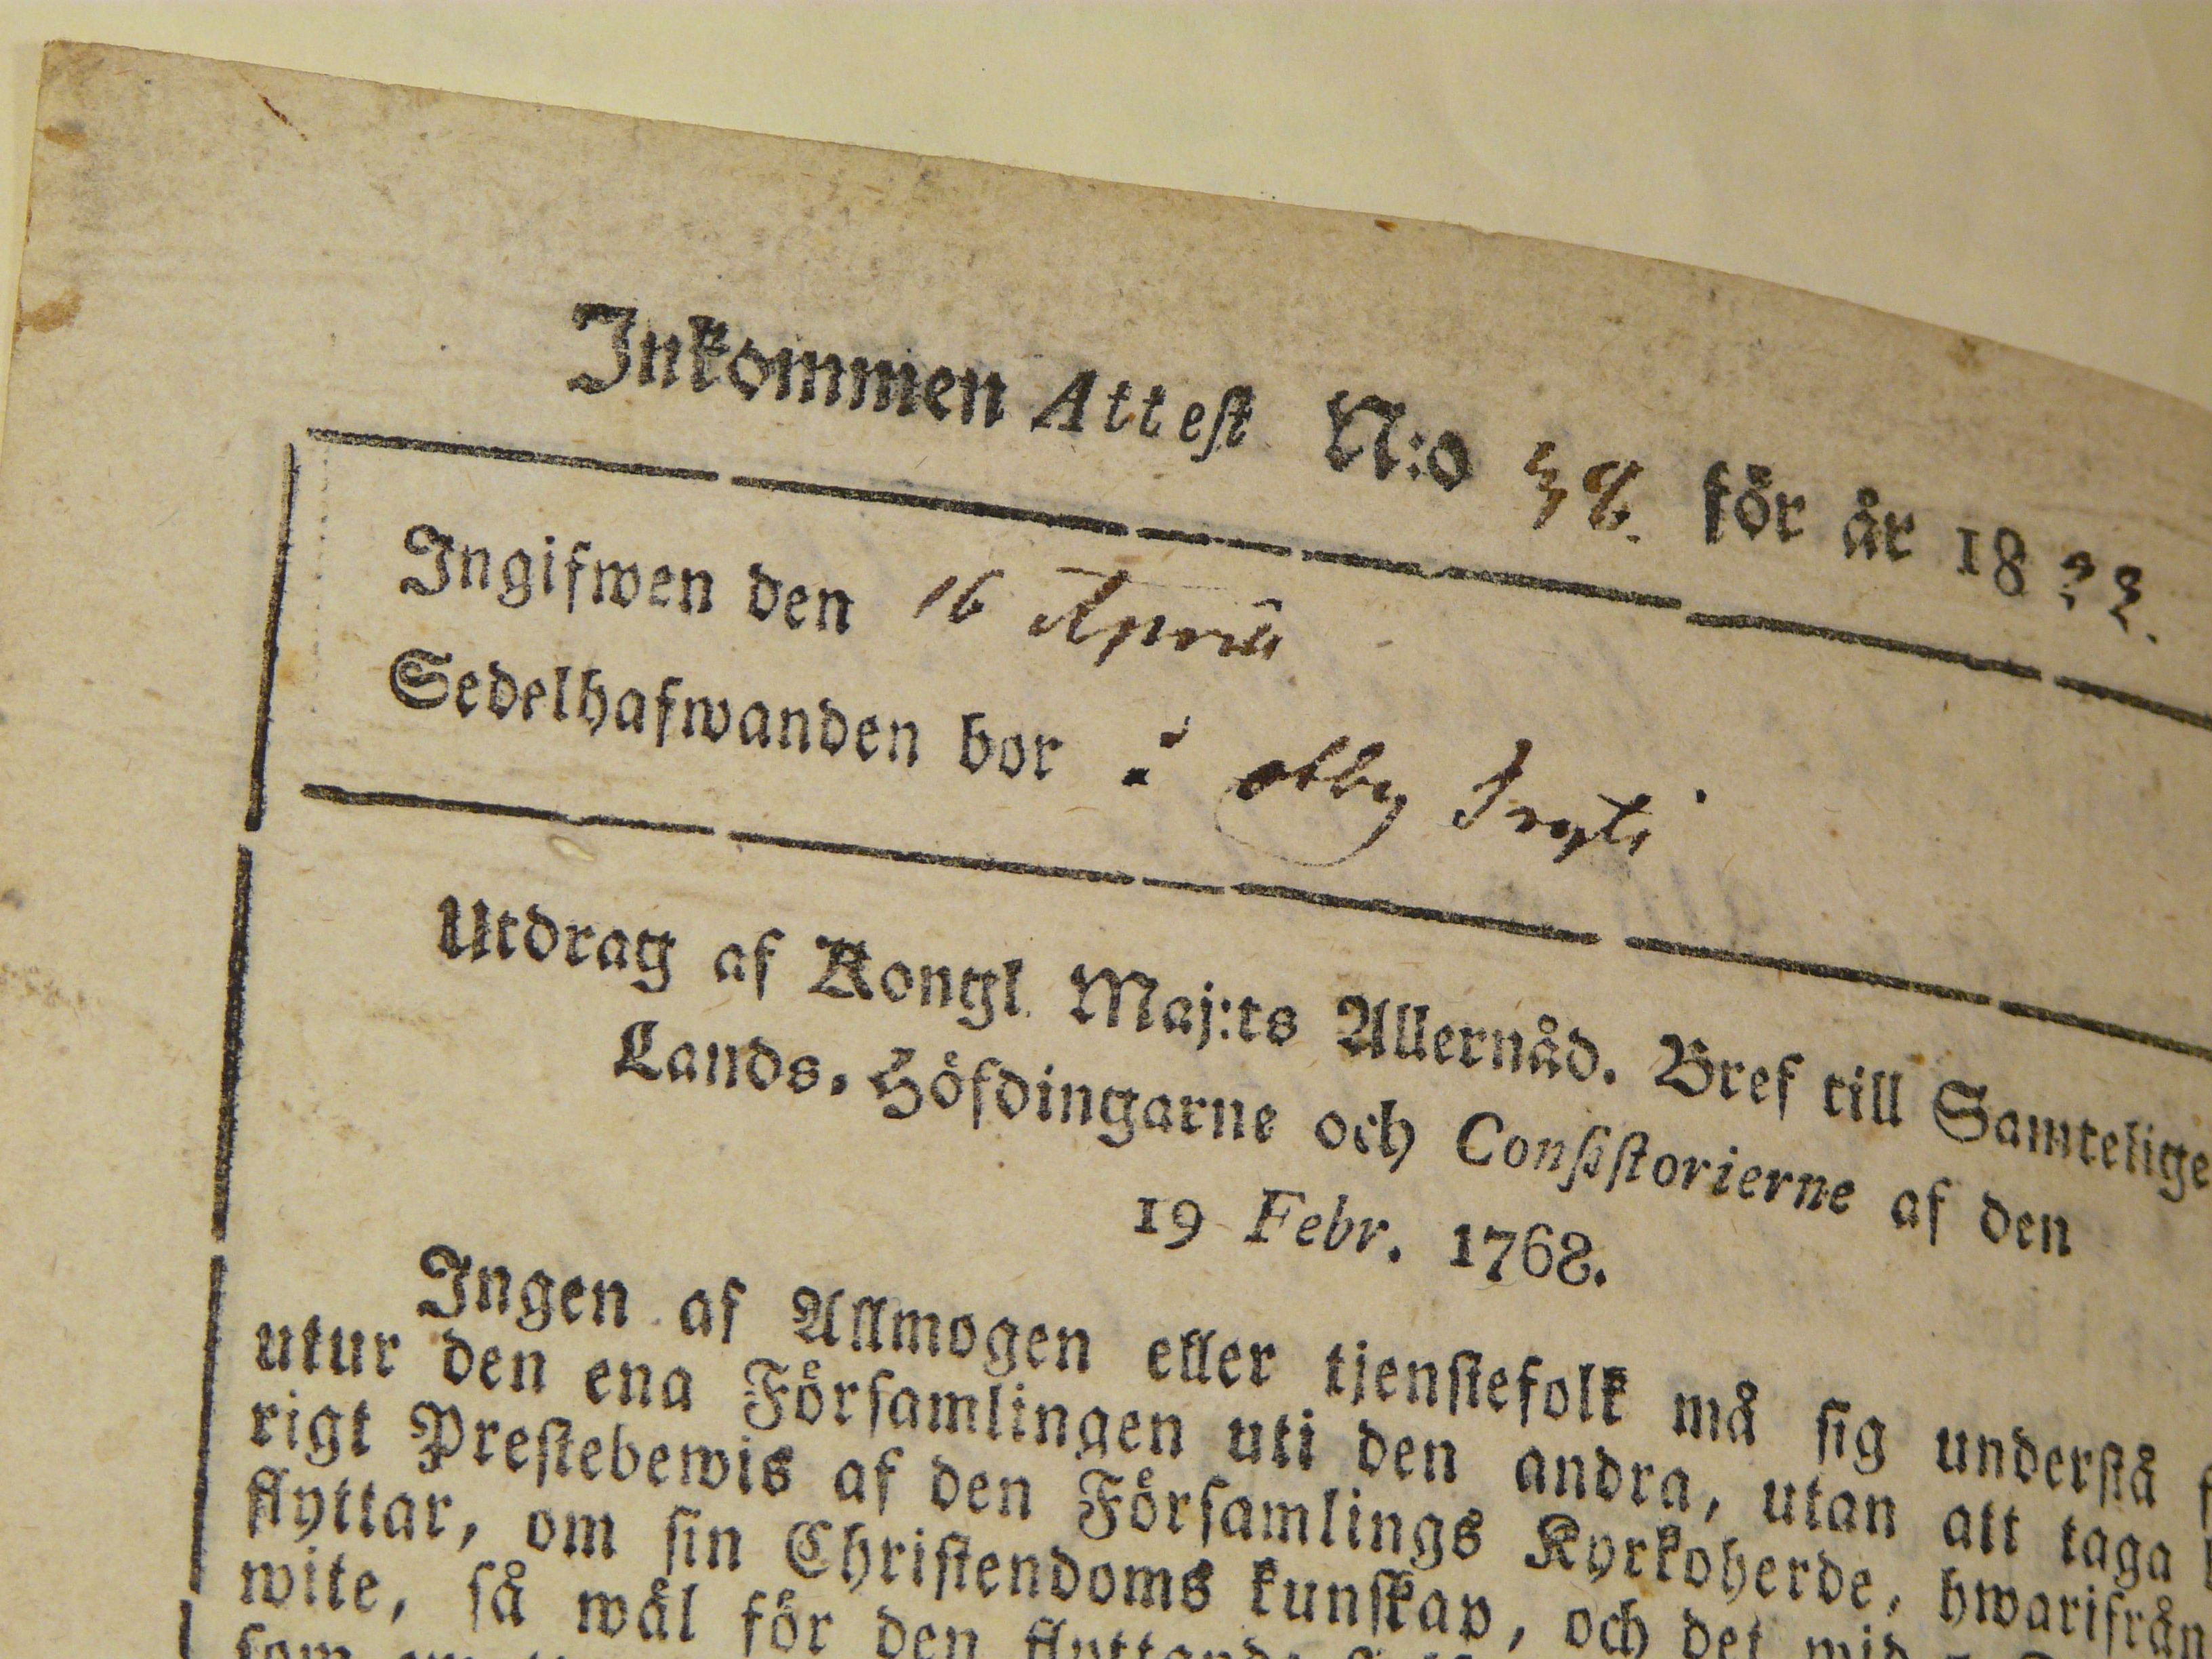 Inkommen Attest N:o 38. för år 18
Ingifwen den 16 April
Sedelhafwanden bor i
Utdrag af Kongl. Maj:ts Allernåd. Bref till Samtelige
Lands-Höfdingarne och Consistorierne af den
19 Febr. 1768.
Ingen af Allmogen eller tjenstefolk må sig understå
utur den ena Församlingen uti den andra, utan att taga
rigt Prestebewis af den Församlings Kyrkoherde, hwarifrån
flyttar, om sin Christendoms kunskap, och det wid
wite, så wäl för den
som